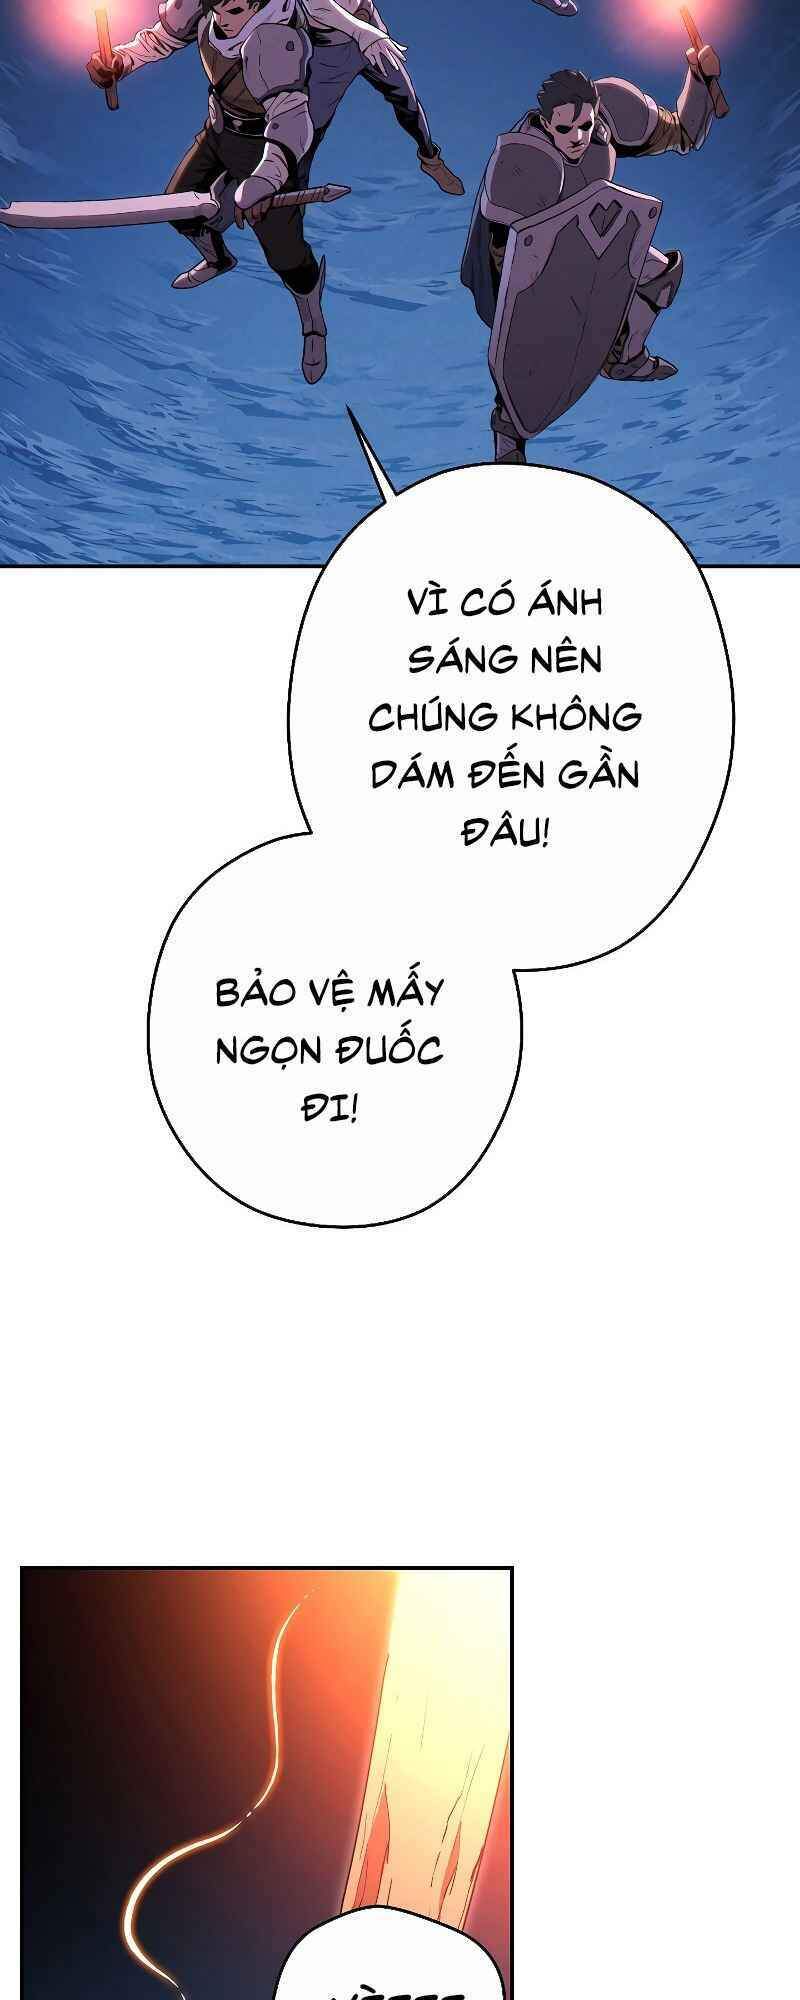 VÌ CÓ ÁNH
SÁNG NÊN
CHÚNG KHÔNG
DÁM ĐẾN GẦN
ĐÂU!
BẢO VỆ MẤY
NGỌN ĐUỐC
ĐI!